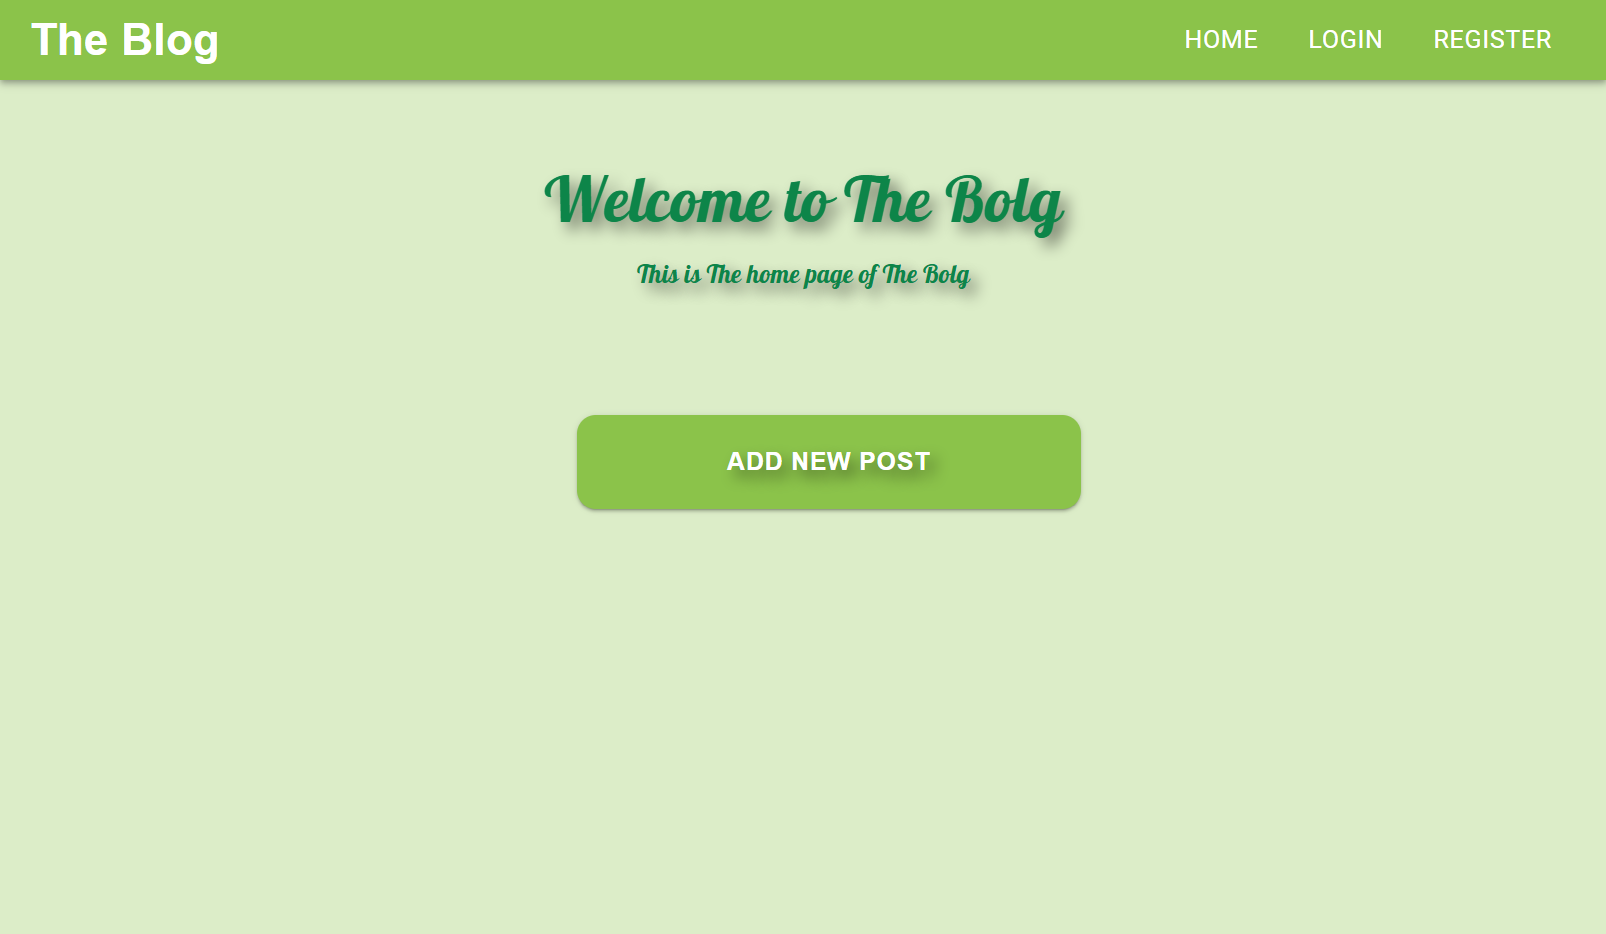 The Blog
HOME LOGIN REGISTER
Welcome to The Bolg
This is The home page of The Bolg
ADD NEW POST